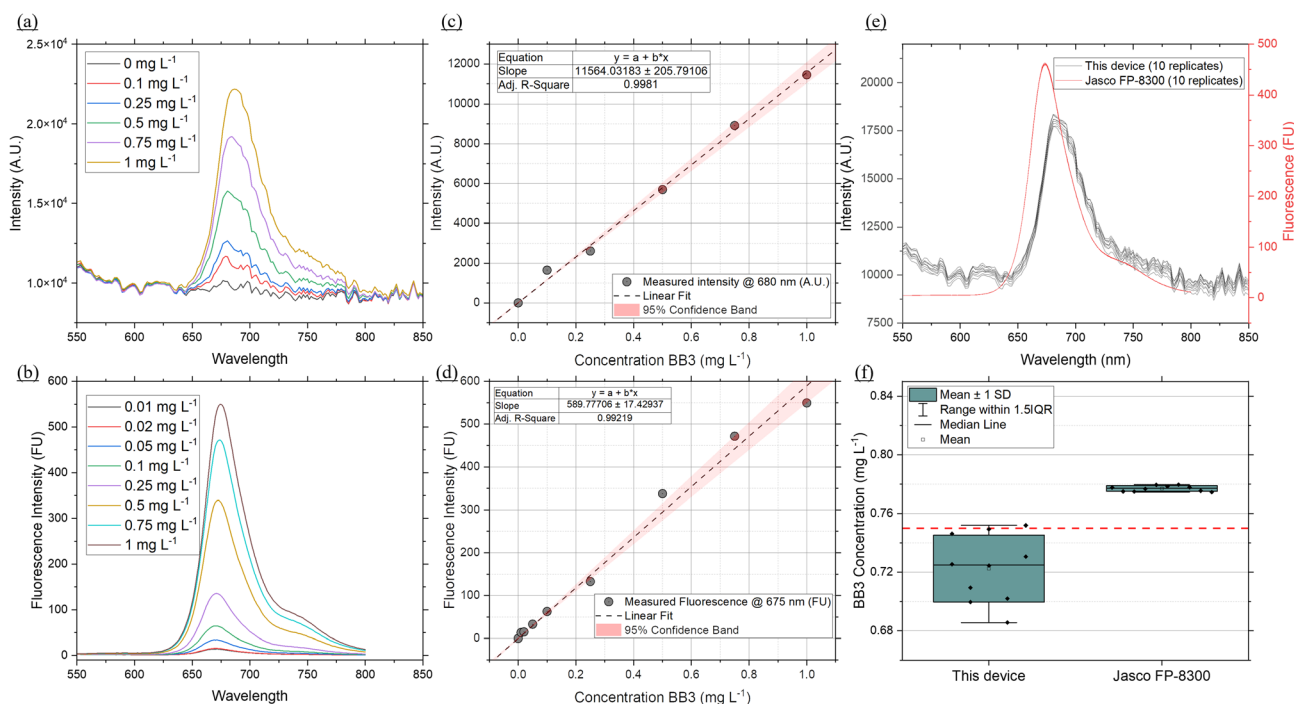 (a)
2.5×10⁴
2.0×10⁴
1.5×10⁴
1.0×10⁴
Intensity (A.U.)
0 mg L⁻¹
0.1 mg L⁻¹
0.25 mg L⁻¹
0.5 mg L⁻¹
0.75 mg L⁻¹
1 mg L⁻¹
550 600 650 700 750 800 850
Wavelength
(b)
600
500
400
300
200
100
0
Fluorescence Intensity (FU)
0.01 mg L⁻¹
0.02 mg L⁻¹
0.05 mg L⁻¹
0.1 mg L⁻¹
0.25 mg L⁻¹
0.5 mg L⁻¹
0.75 mg L⁻¹
1 mg L⁻¹
550 600 650 700 750 800 850
Wavelength
(c)
12000
10000
8000
6000
4000
2000
0
Intensity (A.U.)
Equation y = a + b*x
Slope 11564.03183 ± 205.79106
Adj. R-Square 0.9981
Measured intensity @ 680 nm (A.U.)
Linear Fit
95% Confidence Band
0.0 0.2 0.4 0.6 0.8 1.0
Concentration BB3 (mg L⁻¹)
(d)
600
500
400
300
200
100
0
Fluorescence Intensity (FU)
Equation y = a + b*x
Slope 589.77706 ± 17.42937
Adj. R-Square 0.99219
Measured Fluorescence @ 675 nm (FU)
Linear Fit
95% Confidence Band
0.0 0.2 0.4 0.6 0.8 1.0
Concentration BB3 (mg L⁻¹)
(e)
20000
17500
15000
12500
10000
7500
Intensity (A.U.)
This device (10 replicates)
Jasco FP-8300 (10 replicates)
500
450
400
350
300
250
200
150
100
50
0
Fluorescence (FU)
550 600 650 700 750 800 850
Wavelength (nm)
(f)
0.84
0.80
0.76
0.72
0.68
BB3 Concentration (mg L⁻¹)
Mean ± 1 SD
Range within 1.5IQR
Median Line
Mean
This device Jasco FP-8300